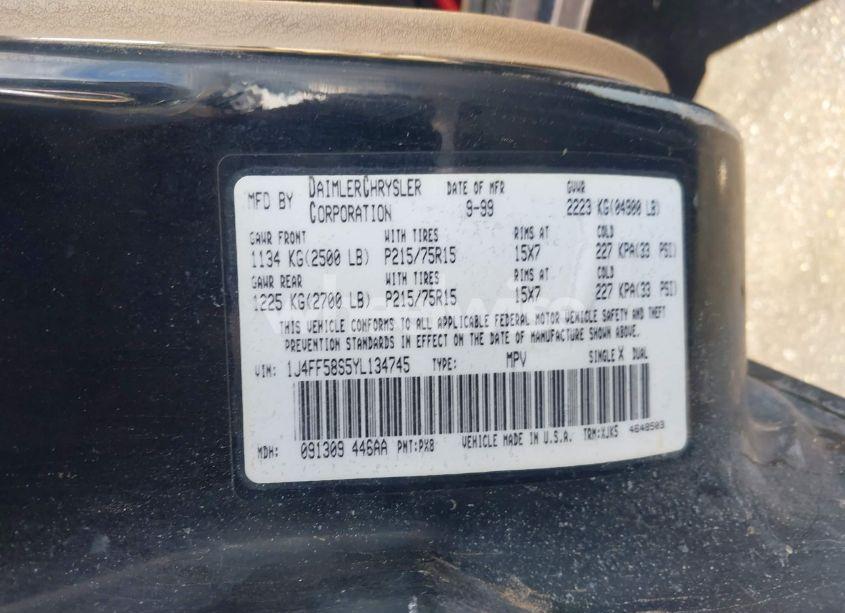 MFD BY DAIMLERCHRYSLER CORPORATION DATE OF MFR 9-99 GVWR 2223 KG(04900 LB)
GAWR FRONT WITH TIRES RIMS AT COLD
1134 KG(2500 LB) P215/75R15 15X7 227 KPA(33 PSI)
GAWR REAR WITH TIRES RIMS AT COLD
1225 KG(2700 LB) P215/75R15 15X7 227 KPA(33 PSI)
THIS VEHICLE CONFORMS TO ALL APPLICABLE FEDERAL MOTOR VEHICLE SAFETY AND THEFT
PREVENTION STANDARDS IN EFFECT ON THE DATE OF MANUFACTURE SHOWN ABOVE.
VIN: 1J4FF58S5YL134745 TYPE: MPV SINGLE X DUAL
MDH: 091309 446AA PNT:PX8 VEHICLE MADE IN U.S.A. TRM:XJK5 4648503